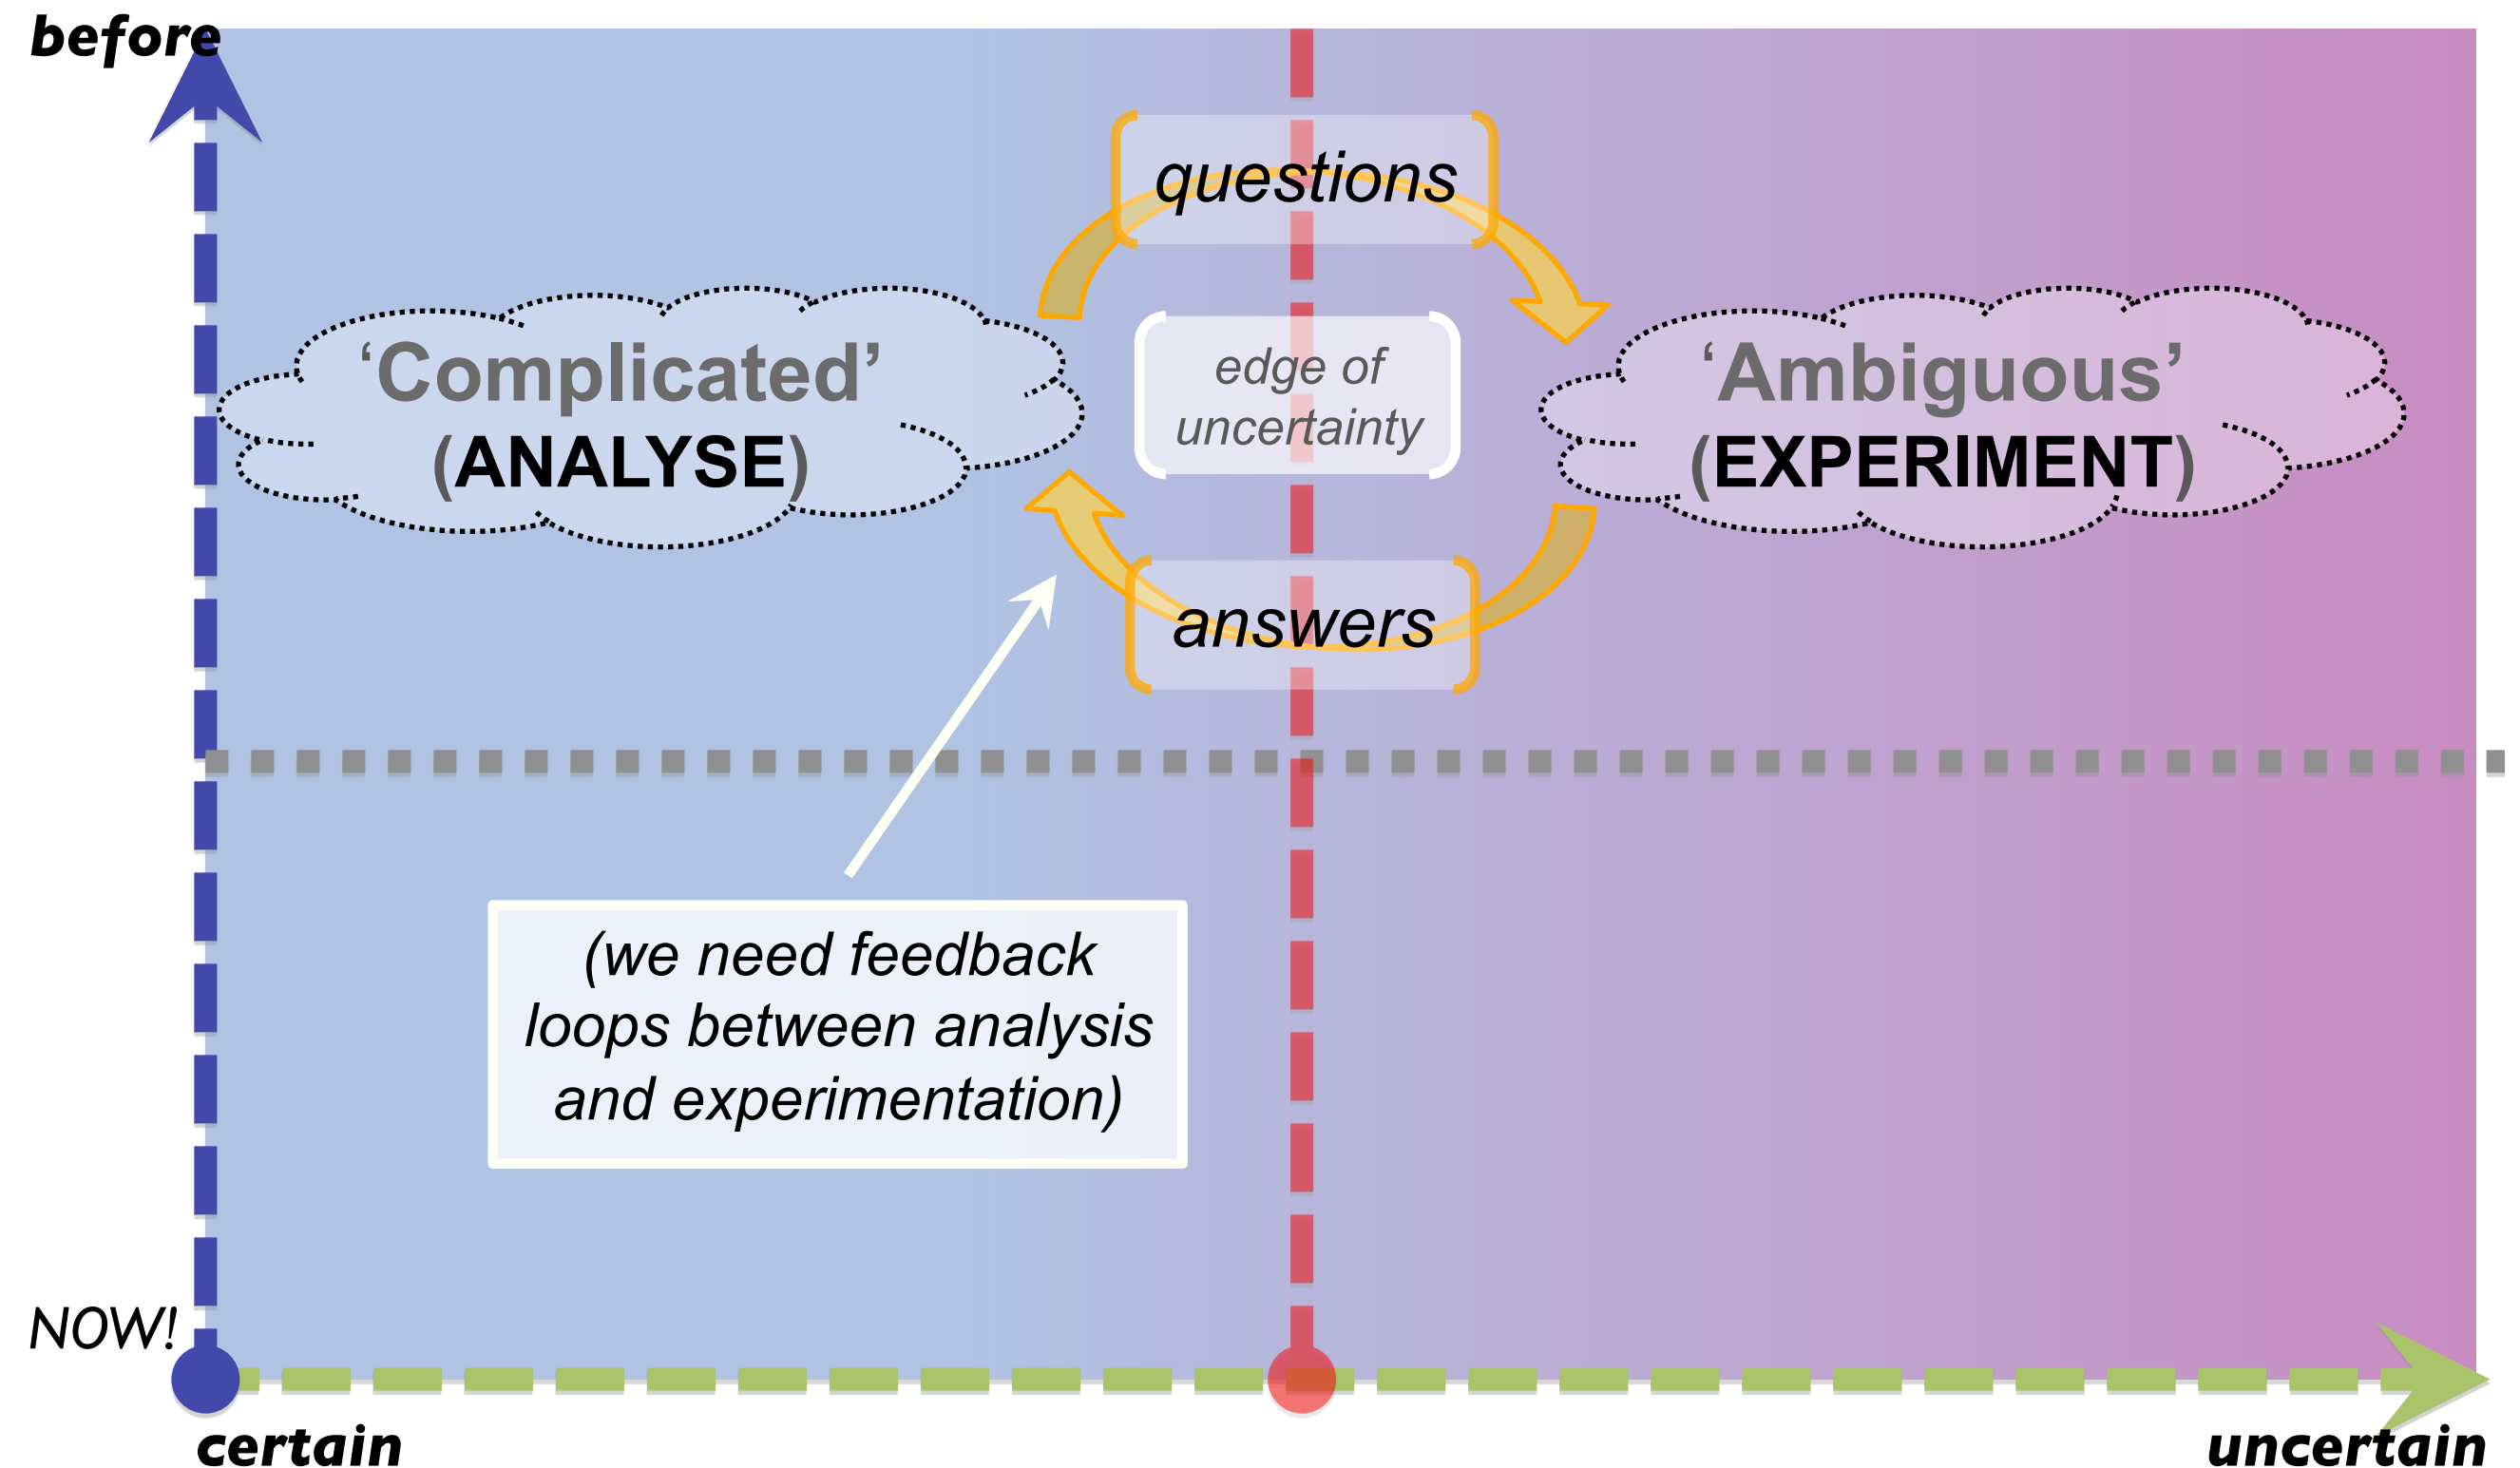 before
questions
‘Complicated’
(ANALYSE)
edge of
uncertainty
‘Ambiguous’
(EXPERIMENT)
answers
(we need feedback
loops between analysis
and experimentation)
NOW!
certain
uncertain